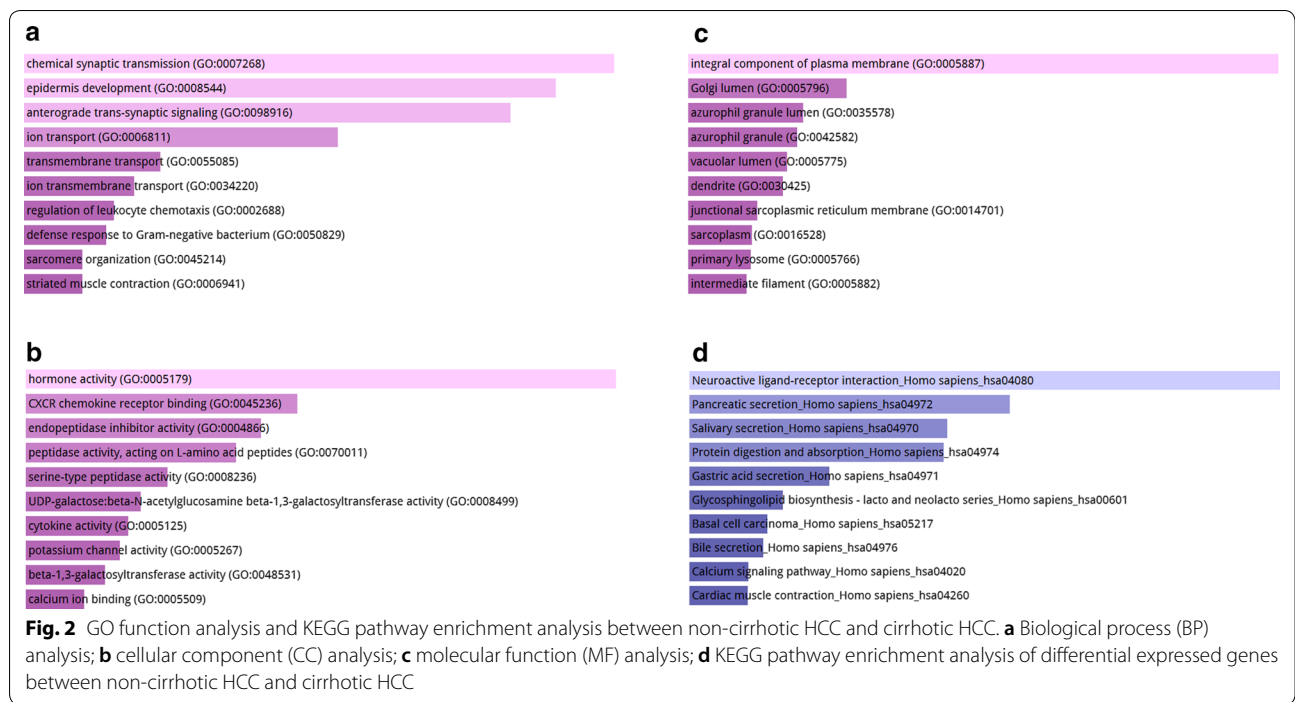 a
chemical synaptic transmission (GO:0007268)
epidermis development (GO:0008544)
anterograde trans-synaptic signaling (GO:0098916)
ion transport (GO:0006811)
transmembrane transport (GO:0055085)
ion transmembrane transport (GO:0034220)
regulation of leukocyte chemotaxis (GO:0002688)
defense response to Gram-negative bacterium (GO:0050829)
sarcomere organization (GO:0045214)
striated muscle contraction (GO:0006941)
c
integral component of plasma membrane (GO:0005887)
Golgi lumen (GO:0005796)
azurophil granule lumen (GO:0035578)
azurophil granule (GO:0042582)
vacuolar lumen (GO:0005775)
dendrite (GO:0030425)
junctional sarcoplasmic reticulum membrane (GO:0014701)
sarcoplasm (GO:0016528)
primary lysosome (GO:0005766)
intermediate filament (GO:0005882)
b
hormone activity (GO:0005179)
CXCR chemokine receptor binding (GO:0045236)
endopeptidase inhibitor activity (GO:0004866)
peptidase activity, acting on L-amino acid peptides (GO:0070011)
serine-type peptidase activity (GO:0008236)
UDP-galactose:beta-N-acetylglucosamine beta-1,3-galactosyltransferase activity (GO:0008499)
cytokine activity (GO:0005125)
potassium channel activity (GO:0005267)
beta-1,3-galactosyltransferase activity (GO:0048531)
calcium ion binding (GO:0005509)
d
Neuroactive ligand-receptor interaction_Homo sapiens_hsa04080
Pancreatic secretion_Homo sapiens_hsa04972
Salivary secretion_Homo sapiens_hsa04970
Protein digestion and absorption_Homo sapiens_hsa04974
Gastric acid secretion_Homo sapiens_hsa04971
Glycosphingolipid biosynthesis - lacto and neolacto series_Homo sapiens_hsa00601
Basal cell carcinoma_Homo sapiens_hsa05217
Bile secretion_Homo sapiens_hsa04976
Calcium signaling pathway_Homo sapiens_hsa04020
Cardiac muscle contraction_Homo sapiens_hsa04260
Fig. 2 GO function analysis and KEGG pathway enrichment analysis between non-cirrhotic HCC and cirrhotic HCC. a Biological process (BP)
analysis; b cellular component (CC) analysis; c molecular function (MF) analysis; d KEGG pathway enrichment analysis of differential expressed genes
between non-cirrhotic HCC and cirrhotic HCC